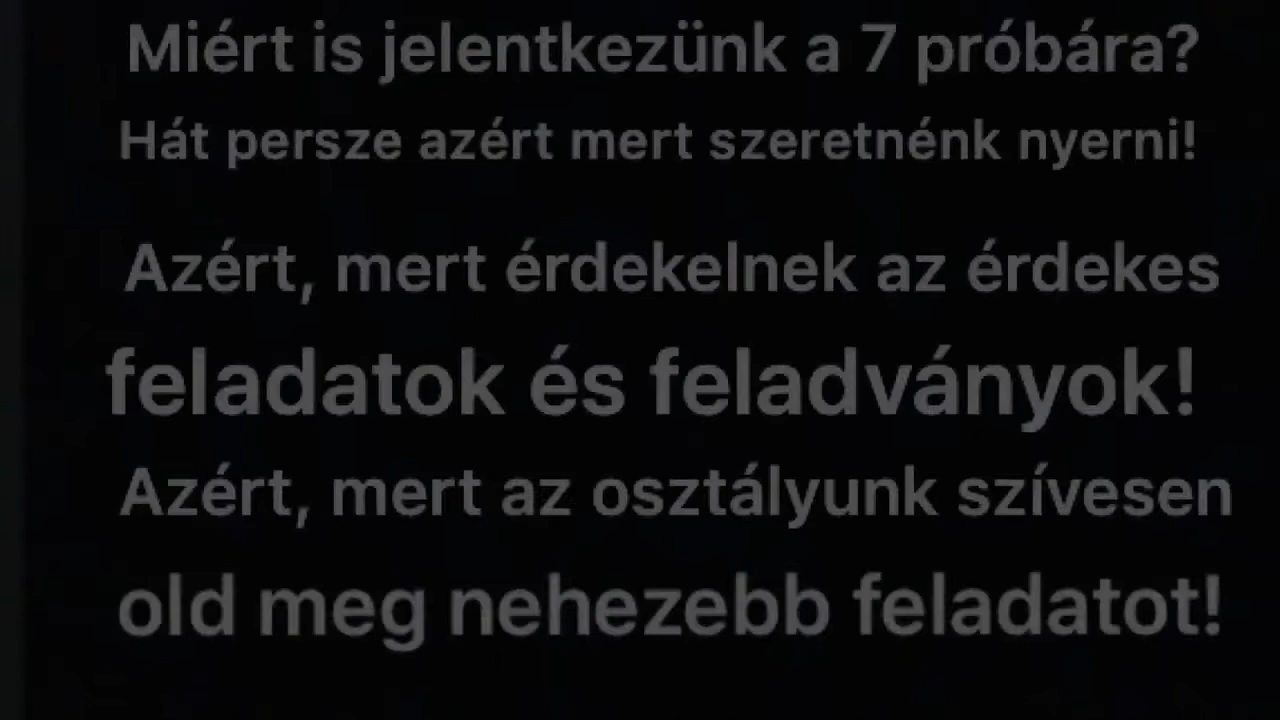 Miért is jelentkezünk a 7 próbára?
Hát persze azért mert szeretnénk nyerni!
Azért, mert érdekelnek az érdekes
feladatok és feladványok!
Azért, mert az osztályunk szívesen
old meg nehezebb feladatot!